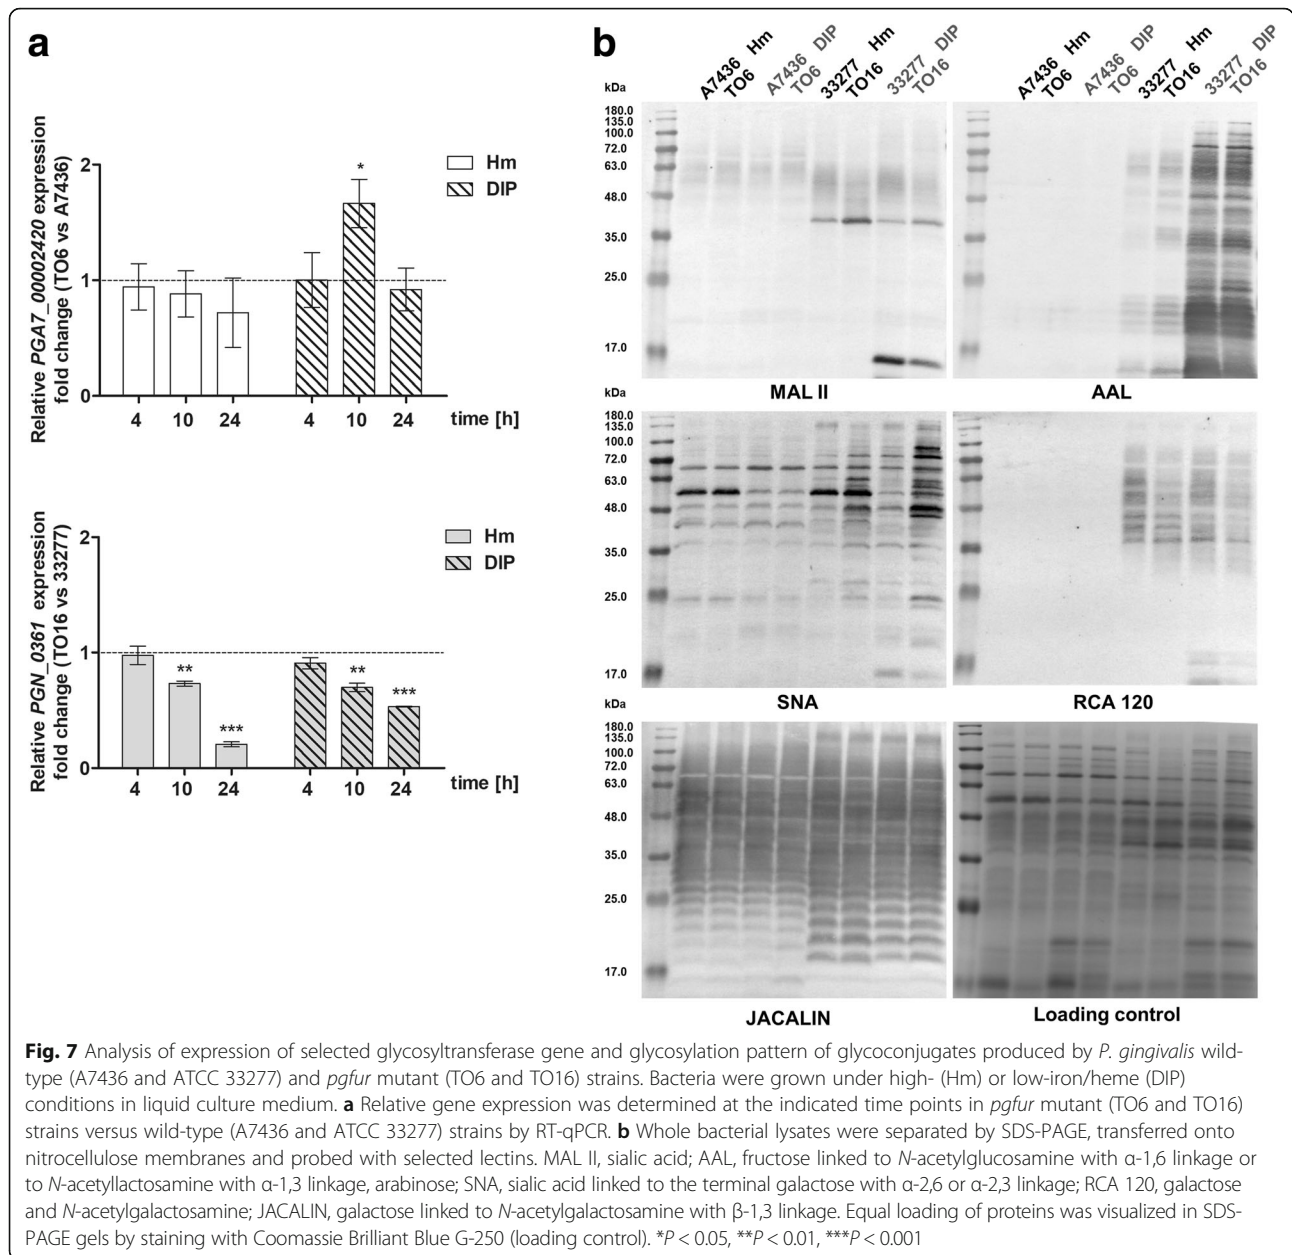 a
Relative PGA7_00002420 expression
fold change (TO6 vs A7436)
2
1
0
*
Hm
DIP
4 10 24 4 10 24 time [h]
Relative PGN_0361 expression
fold change (TO16 vs 33277)
2
1
0
** *** ** ***
Hm
DIP
4 10 24 4 10 24 time [h]
b
A7436 Hm
TO6
A7436 DIP
TO6
33277 Hm
TO16
33277 DIP
TO16
A7436 Hm
TO6
A7436 DIP
TO6
33277 Hm
TO16
33277 DIP
TO16
kDa
180.0
135.0
100.0
72.0
63.0
48.0
35.0
25.0
17.0
MAL II
AAL
kDa
180.0
135.0
100.0
72.0
63.0
48.0
35.0
25.0
17.0
SNA
RCA 120
kDa
180.0
135.0
100.0
72.0
63.0
48.0
35.0
25.0
17.0
JACALIN
Loading control
Fig. 7 Analysis of expression of selected glycosyltransferase gene and glycosylation pattern of glycoconjugates produced by P. gingivalis wild-
type (A7436 and ATCC 33277) and pgfur mutant (TO6 and TO16) strains. Bacteria were grown under high- (Hm) or low-iron/heme (DIP)
conditions in liquid culture medium. a Relative gene expression was determined at the indicated time points in pgfur mutant (TO6 and TO16)
strains versus wild-type (A7436 and ATCC 33277) strains by RT-qPCR. b Whole bacterial lysates were separated by SDS-PAGE, transferred onto
nitrocellulose membranes and probed with selected lectins. MAL II, sialic acid; AAL, fructose linked to N-acetylglucosamine with α-1,6 linkage or
to N-acetyllactosamine with α-1,3 linkage, arabinose; SNA, sialic acid linked to the terminal galactose with α-2,6 or α-2,3 linkage; RCA 120, galactose
and N-acetylgalactosamine; JACALIN, galactose linked to N-acetylgalactosamine with β-1,3 linkage. Equal loading of proteins was visualized in SDS-
PAGE gels by staining with Coomassie Brilliant Blue G-250 (loading control). *P < 0.05, **P < 0.01, ***P < 0.001